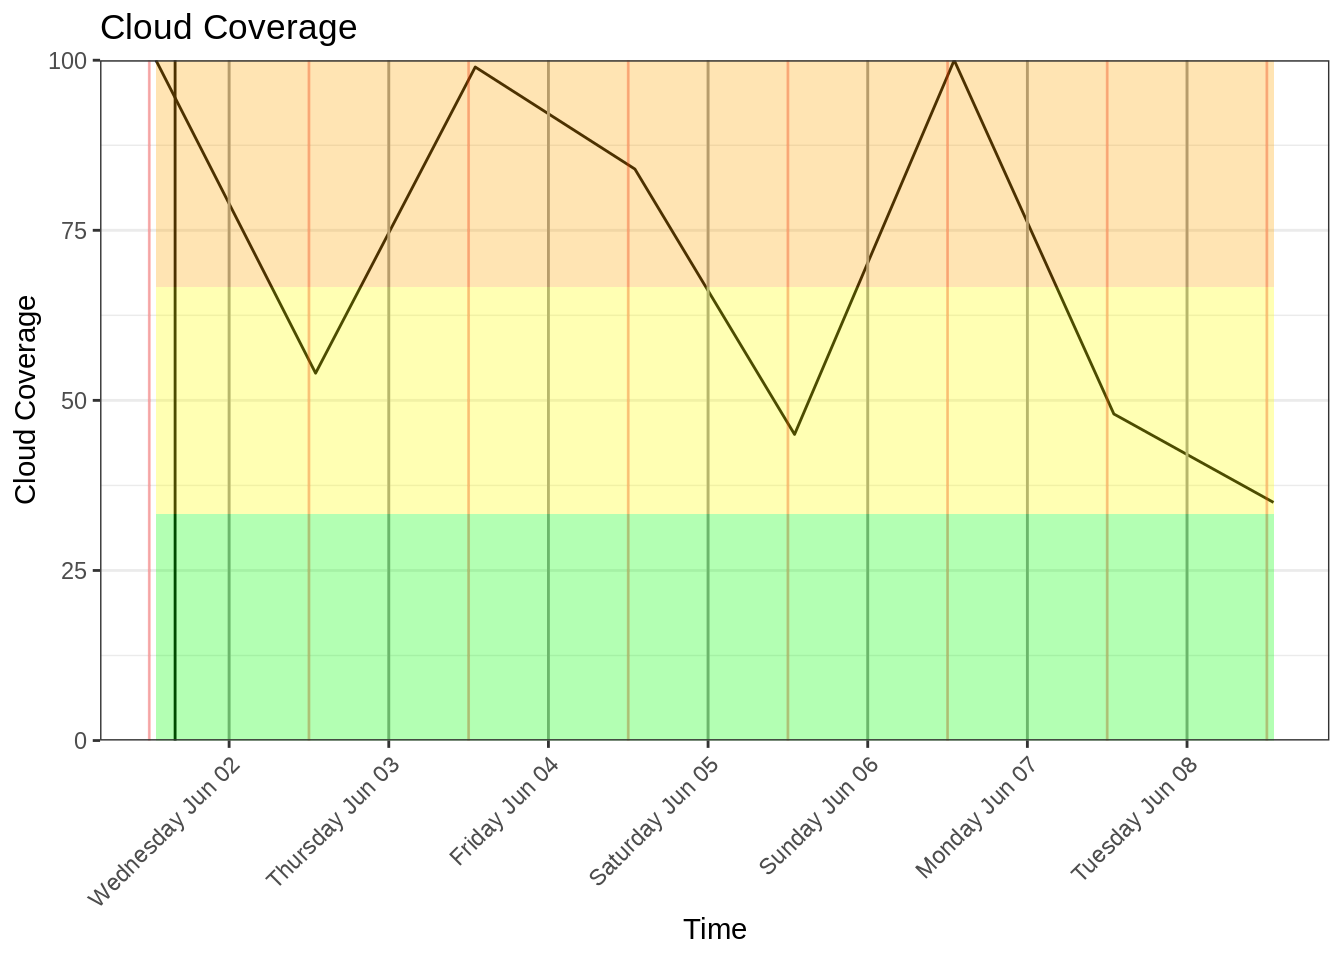 Cloud Coverage
100
75
50
25
0
Cloud Coverage
Wednesday Jun 02
Thursday Jun 03
Friday Jun 04
Saturday Jun 05
Sunday Jun 06
Monday Jun 07
Tuesday Jun 08
Time